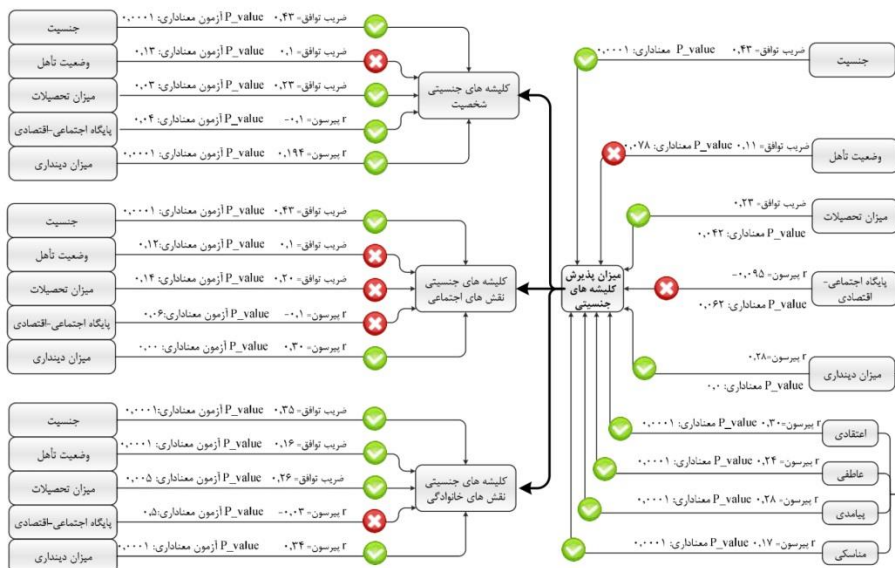 جنسیت
ضریب توافق= ۰,۴۳ P_value معناداری: ۰,۰۰۰۱
وضعیت تأهل
ضریب توافق= ۰,۱۱ P_value معناداری: ۰,۰۷۸
میزان تحصیلات
ضریب توافق= ۰,۲۳
P_value معناداری: ۰,۰۴۲
پایگاه اجتماعی-
اقتصادی
r پیرسون= ۰,۰۹۵-
P_value معناداری: ۰,۰۶۲
میزان دینداری
r پیرسون= ۰,۲۸
P_value معناداری: ۰,۰
اعتقادی
r پیرسون= ۰,۳۰ P_value معناداری: ۰,۰۰۰۱
عاطفی
r پیرسون= ۰,۲۴ P_value معناداری: ۰,۰۰۰۱
پیامدی
r پیرسون= ۰,۲۸ P_value معناداری: ۰,۰۰۰۱
مناسکی
r پیرسون= ۰,۱۷ P_value معناداری: ۰,۰۰۰۱
میزان پذیرش
کلیشه های
جنسیتی
کلیشه های جنسیتی
شخصیت
ضریب توافق= ۰,۴۳ P_value آزمون معناداری: ۰,۰۰۰۱
جنسیت
ضریب توافق= ۰,۱ P_value آزمون معناداری: ۰,۱۳
وضعیت تأهل
ضریب توافق= ۰,۲۳ P_value آزمون معناداری: ۰,۰۳
میزان تحصیلات
r پیرسون= ۰,۱- P_value آزمون معناداری: ۰,۰۴
پایگاه اجتماعی-اقتصادی
r پیرسون= ۰,۱۹۴ P_value آزمون معناداری: ۰,۰۰۰۱
میزان دینداری
کلیشه های جنسیتی
نقش های اجتماعی
ضریب توافق= ۰,۴۳ P_value آزمون معناداری: ۰,۰۰۰۱
جنسیت
ضریب توافق= ۰,۱ P_value آزمون معناداری: ۰,۱۲
وضعیت تأهل
ضریب توافق= ۰,۲۰ P_value آزمون معناداری: ۰,۱۴
میزان تحصیلات
r پیرسون= ۰,۱- P_value آزمون معناداری: ۰,۰۶
پایگاه اجتماعی-اقتصادی
r پیرسون= ۰,۳۰ P_value آزمون معناداری: ۰,۰۰
میزان دینداری
کلیشه های جنسیتی
نقش های خانوادگی
ضریب توافق= ۰,۳۵ P_value آزمون معناداری: ۰,۰۰۰۱
جنسیت
ضریب توافق= ۰,۱۶ P_value آزمون معناداری: ۰,۰۰۰۱
وضعیت تأهل
ضریب توافق= ۰,۲۶ P_value آزمون معناداری: ۰,۰۰۵
میزان تحصیلات
r پیرسون= ۰,۰۳- P_value آزمون معناداری: ۰,۵
پایگاه اجتماعی-اقتصادی
r پیرسون= ۰,۳۴ P_value آزمون معناداری: ۰,۰۰۰۱
میزان دینداری